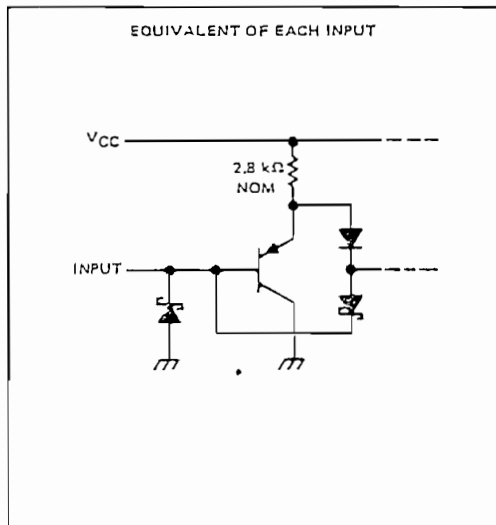 EQUIVALENT OF EACH INPUT
VCC
2,8 kΩ
NOM
INPUT